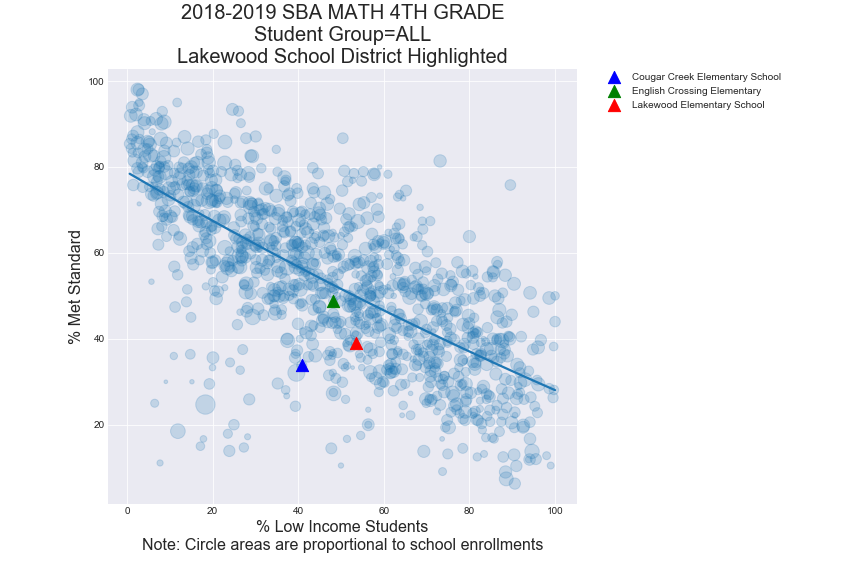 2018-2019 SBA MATH 4TH GRADE
Student Group=ALL
Lakewood School District Highlighted
Cougar Creek Elementary School
English Crossing Elementary
Lakewood Elementary School
% Met Standard
100
80
60
40
20
0 20 40 60 80 100
% Low Income Students
Note: Circle areas are proportional to school enrollments